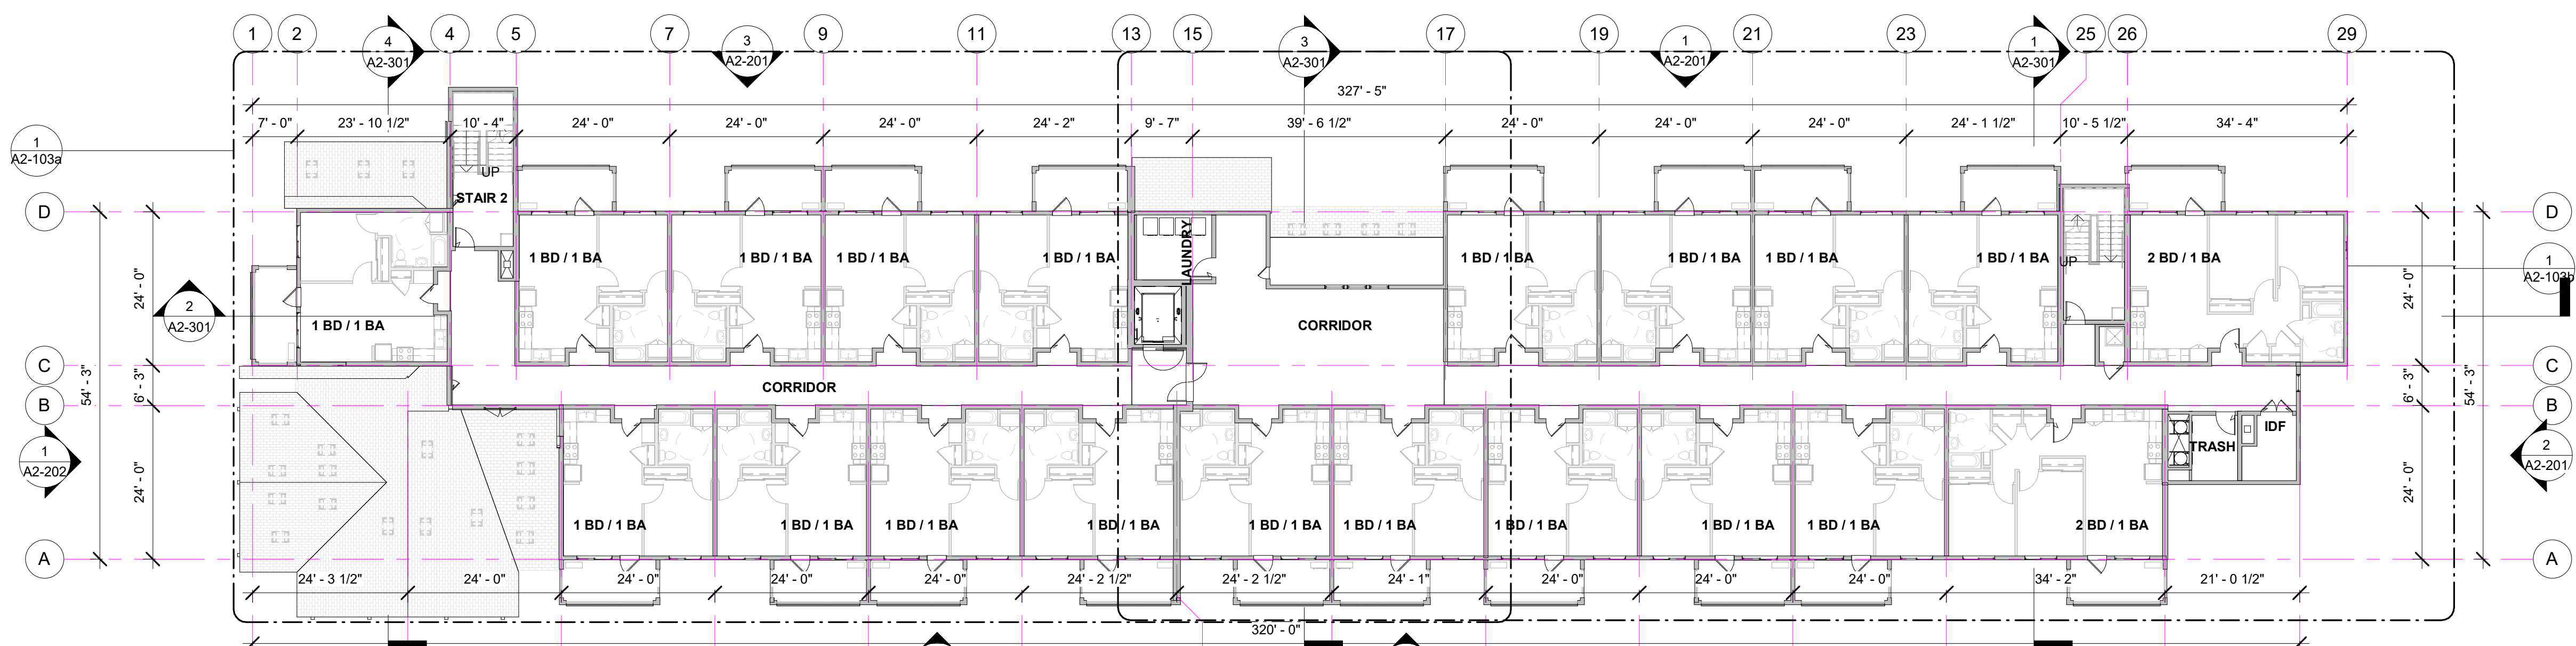 1 2 4 5 7 9 11 13 15 17 19 21 23 25 26 29
4
A2-301
3
A2-201
3
A2-301
1
A2-201
1
A2-301
327' - 5"
7' - 0" 23' - 10 1/2" 10' - 4" 24' - 0" 24' - 0" 24' - 0" 24' - 2" 9' - 7" 39' - 6 1/2" 24' - 0" 24' - 0" 24' - 0" 24' - 1 1/2" 10' - 5 1/2" 34' - 4"
1
A2-103a
UP
STAIR 2
D
D
LAUNDRY
1 BD / 1 BA 1 BD / 1 BA 1 BD / 1 BA 1 BD / 1 BA 1 BD / 1 BA 1 BD / 1 BA 1 BD / 1 BA 1 BD / 1 BA UP 2 BD / 1 BA
1
A2-103b
24' - 0"
24' - 0"
2
A2-301
1 BD / 1 BA
CORRIDOR
C
C
54' - 3"
6' - 3"
6' - 3"
54' - 3"
CORRIDOR
B
B
IDF
TRASH
1
A2-202
2
A2-201
24' - 0"
24' - 0"
1 BD / 1 BA 1 BD / 1 BA 1 BD / 1 BA 1 BD / 1 BA 1 BD / 1 BA 1 BD / 1 BA 1 BD / 1 BA 1 BD / 1 BA 1 BD / 1 BA 2 BD / 1 BA
A
A
24' - 3 1/2" 24' - 0" 24' - 0" 24' - 0" 24' - 0" 24' - 2 1/2" 24' - 2 1/2" 24' - 1" 24' - 0" 24' - 0" 24' - 0" 34' - 2" 21' - 0 1/2"
320' - 0"